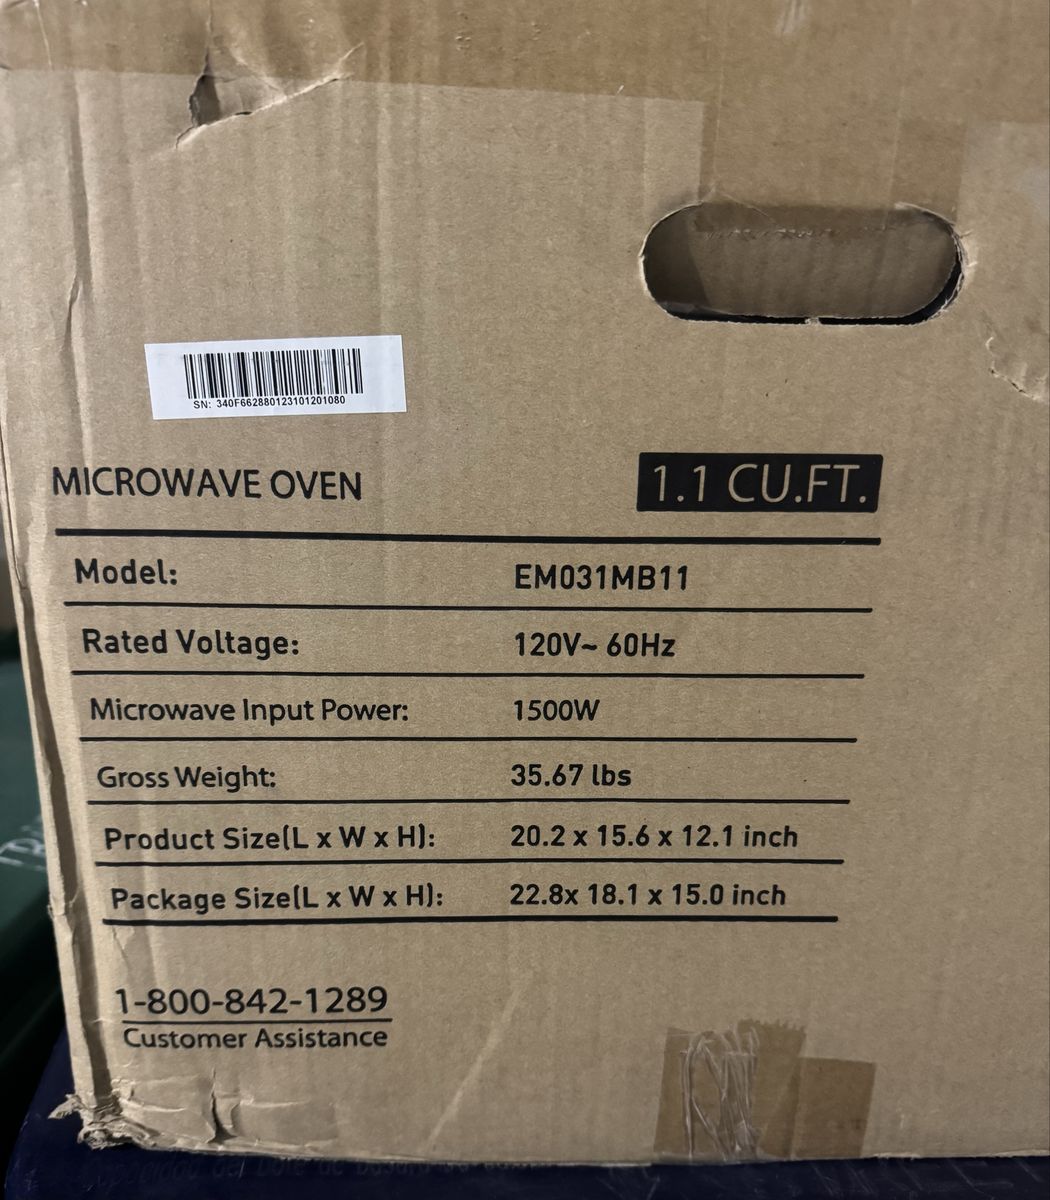 SN: 340F662880123101201080
MICROWAVE OVEN 1.1 CU.FT.
Model: EM031MB11
Rated Voltage: 120V~ 60Hz
Microwave Input Power: 1500W
Gross Weight: 35.67 lbs
Product Size(L x W x H): 20.2 x 15.6 x 12.1 inch
Package Size(L x W x H): 22.8x 18.1 x 15.0 inch
1-800-842-1289
Customer Assistance